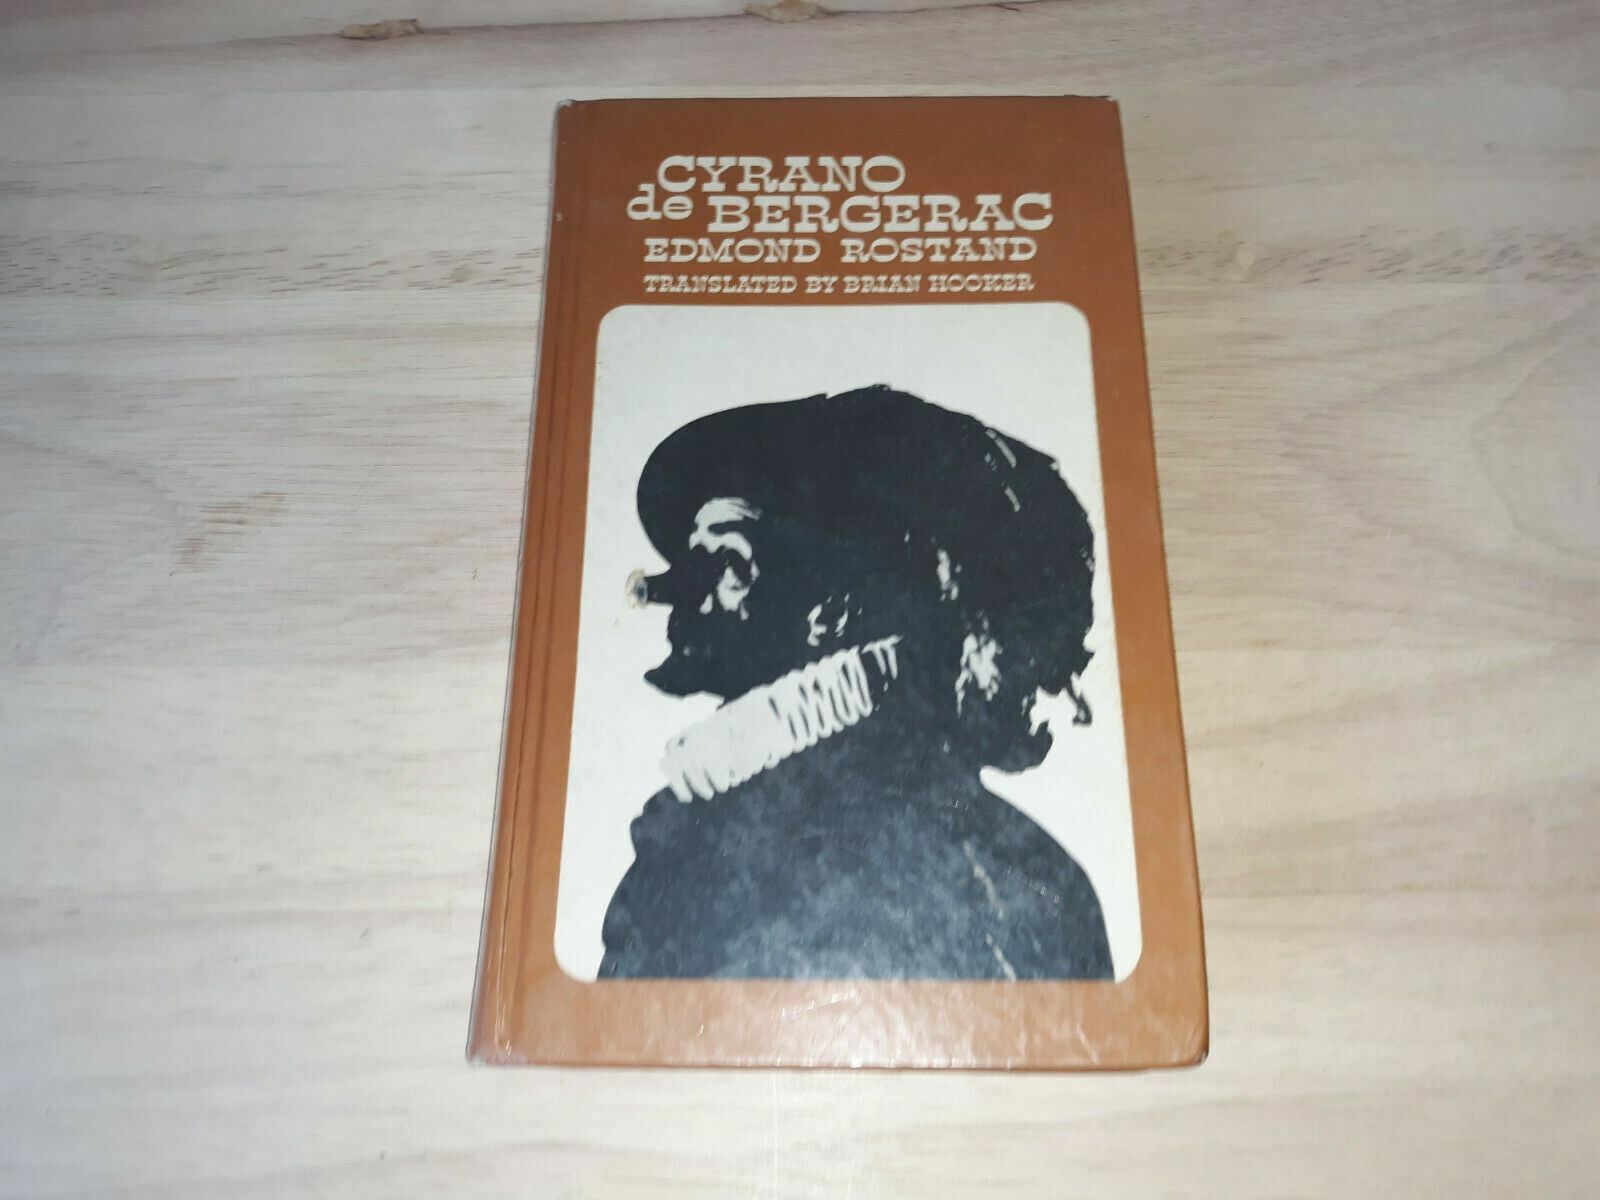 CYRANO
de BERGERAC
EDMOND ROSTAND
TRANSLATED BY BRIAN HOOKER